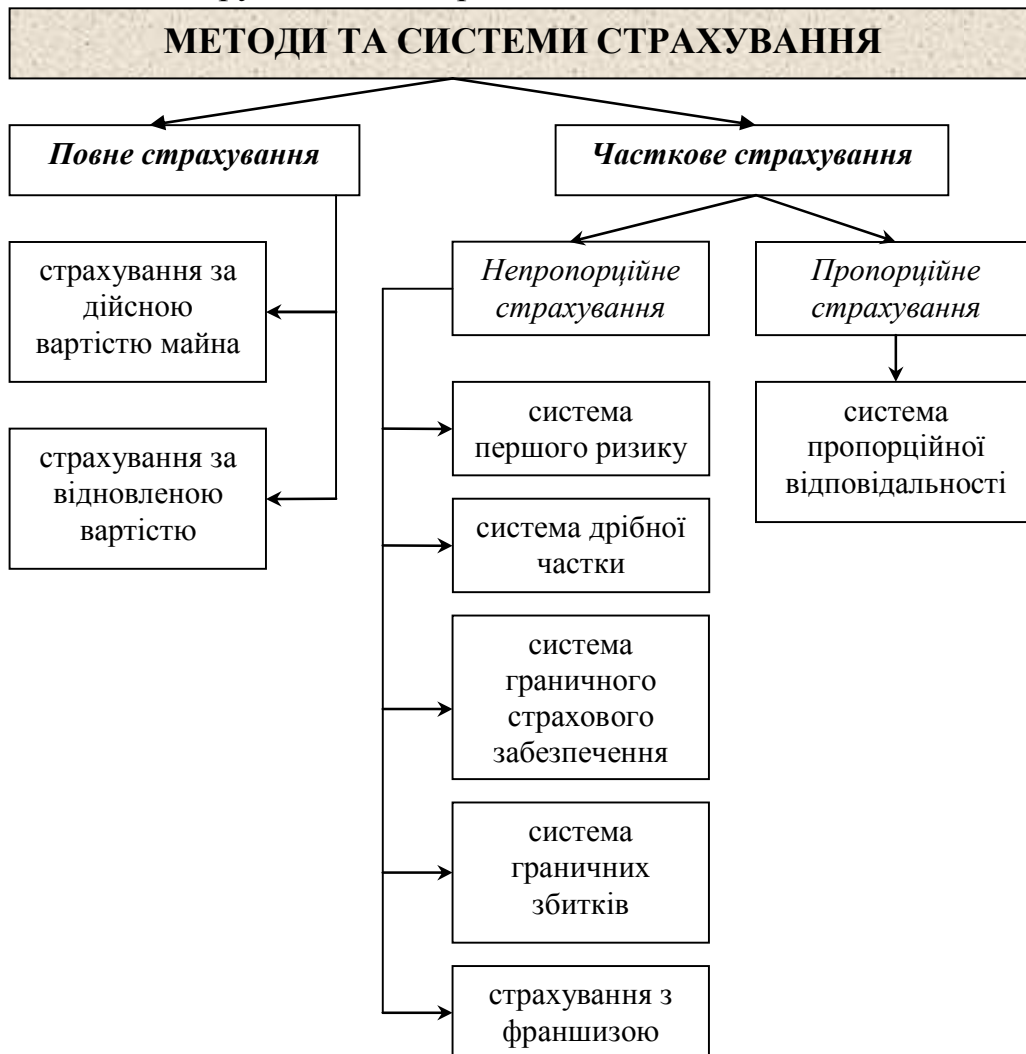 МЕТОДИ ТА СИСТЕМИ СТРАХУВАННЯ
Повне страхування
Часткове страхування
страхування за
дійсною
вартістю майна
страхування за
відновленою
вартістю
Непропорційне
страхування
Пропорційне
страхування
система
першого ризику
система
пропорційної
відповідальності
система дрібної
частки
система
граничного
страхового
забезпечення
система
граничних
збитків
страхування з
франшизою